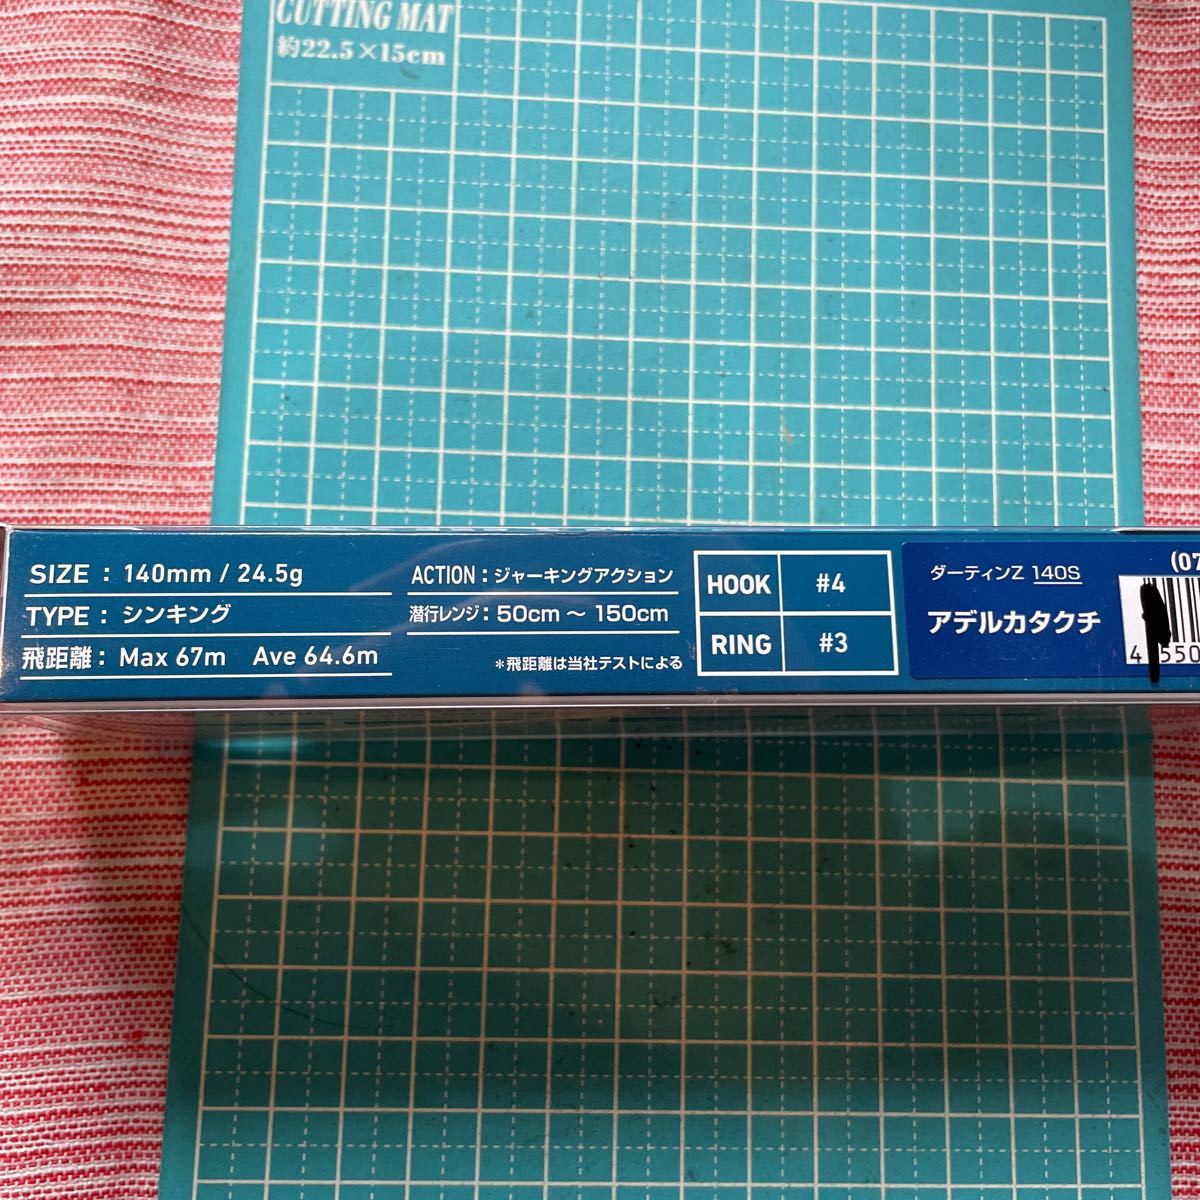 CUTTING MAT
約22.5×15cm
SIZE : 140mm / 24.5g
TYPE : シンキング
飛距離 : Max 67m Ave 64.6m
ACTION : ジャーキングアクション
潜行レンジ : 50cm ～ 150cm
*飛距離は当社テストによる
HOOK #4
RING #3
ダーティンZ 140S
アデルカタクチ
(07